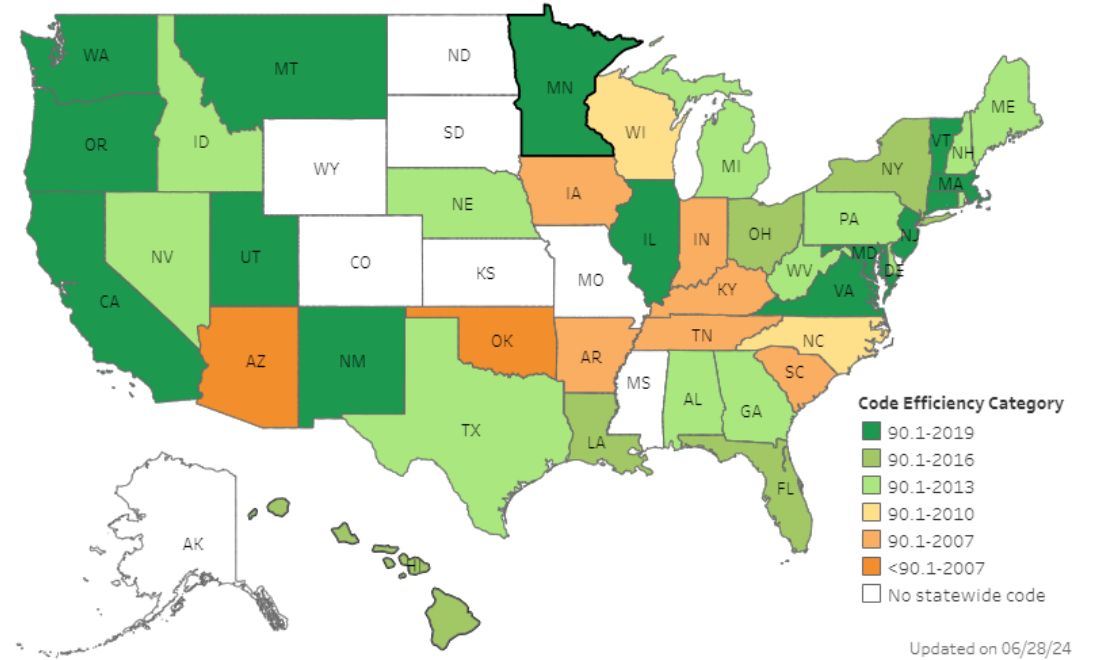 WA
MT
ND
MN
OR
ID
WY
SD
WI
MI
NY
VT
NH
ME
MA
NV
UT
CO
NE
IA
IL
IN
OH
PA
NJ
CA
KS
MO
KY
WV
MD
DE
VA
AZ
NM
OK
AR
TN
NC
SC
TX
LA
MS
AL
GA
FL
AK
HI
Code Efficiency Category
90.1-2019
90.1-2016
90.1-2013
90.1-2010
90.1-2007
<90.1-2007
No statewide code
Updated on 06/28/24